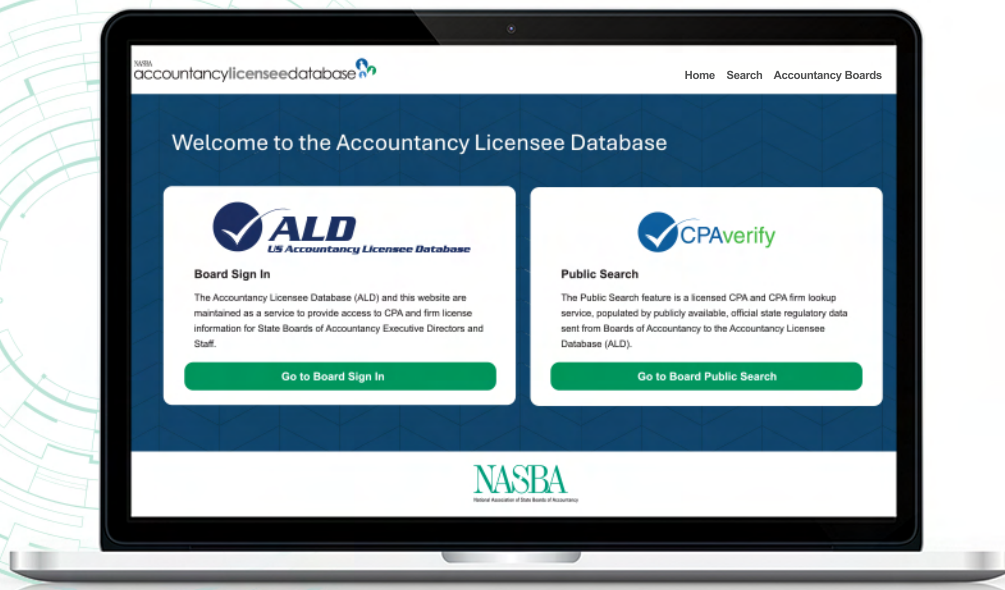 NASBA
accountancylicenseedatabase
Home Search Accountancy Boards
Welcome to the Accountancy Licensee Database
ALD
US Accountancy Licensee Database
Board Sign In
The Accountancy Licensee Database (ALD) and this website are
maintained as a service to provide access to CPA and firm license
information for State Boards of Accountancy Executive Directors and
Staff.
Go to Board Sign In
CPAverify
Public Search
The Public Search feature is a licensed CPA and CPA firm lookup
service, populated by publicly available, official state regulatory data
sent from Boards of Accountancy to the Accountancy Licensee
Database (ALD).
Go to Board Public Search
NASBA
National Association of State Boards of Accountancy